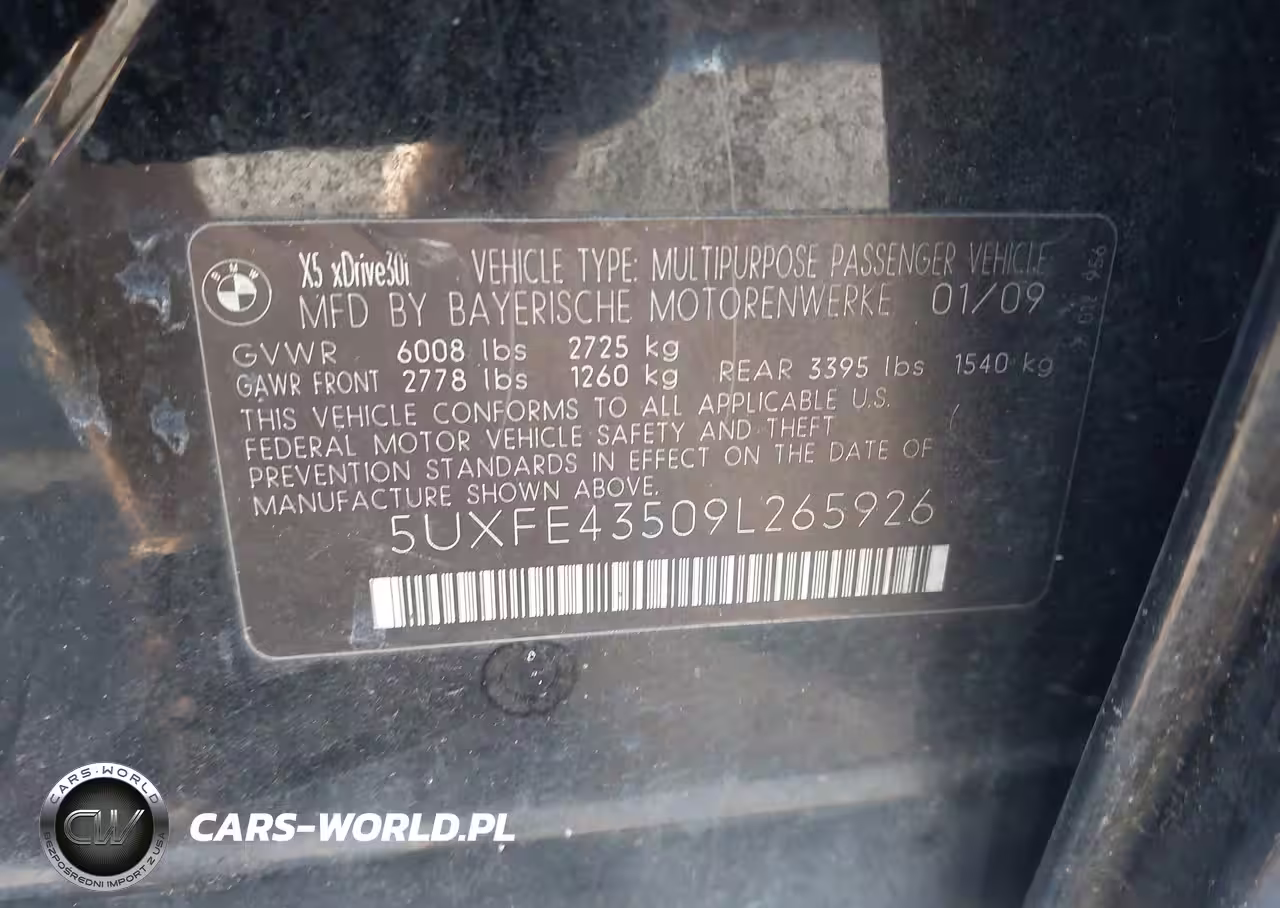 X5 xDrive30i VEHICLE TYPE: MULTIPURPOSE PASSENGER VEHICLE
BMW
MFD BY BAYERISCHE MOTORENWERKE 01/09
GVWR 6008 lbs 2725 kg
GAWR FRONT 2778 lbs 1260 kg REAR 3395 lbs 1540 kg
THIS VEHICLE CONFORMS TO ALL APPLICABLE U.S.
FEDERAL MOTOR VEHICLE SAFETY AND THEFT
PREVENTION STANDARDS IN EFFECT ON THE DATE OF
MANUFACTURE SHOWN ABOVE.
5UXFE43509L265926
CARS-WORLD
CW
BEZPOŚREDNI IMPORT Z USA
CARS-WORLD.PL